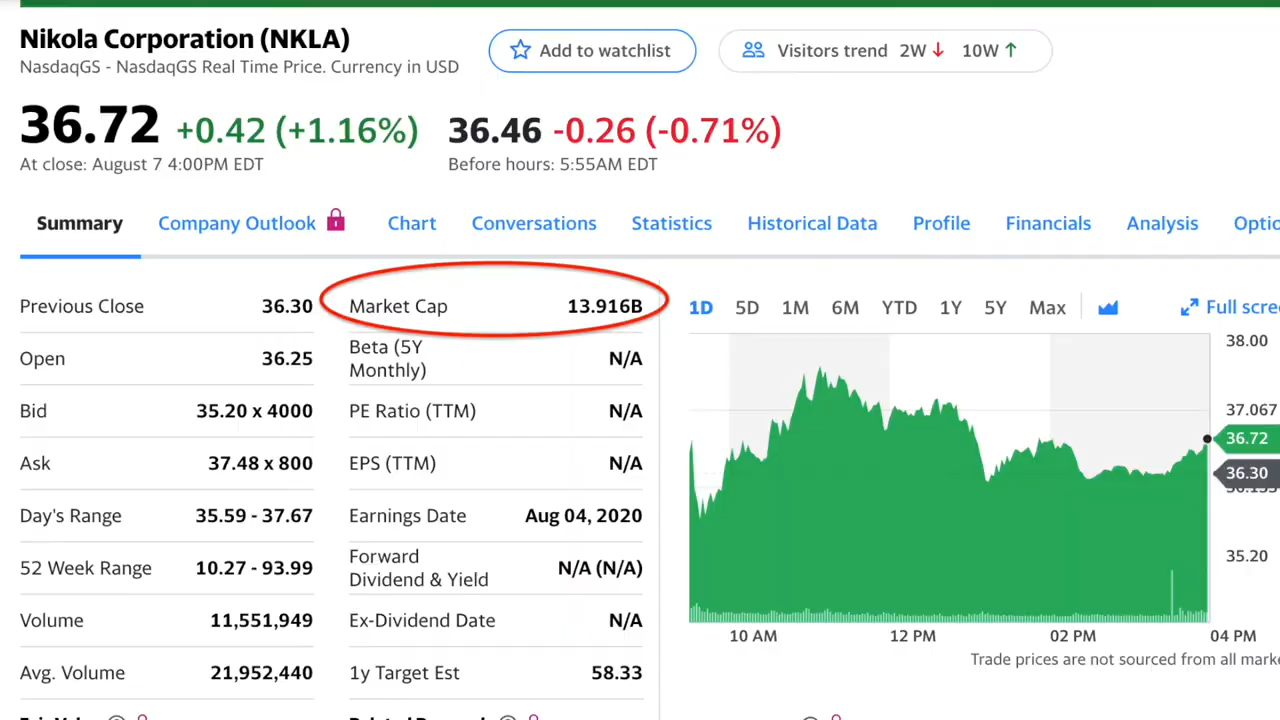 Nikola Corporation (NKLA)
NasdaqGS - NasdaqGS Real Time Price. Currency in USD
Add to watchlist
Visitors trend 2W 10W
36.72 +0.42 (+1.16%)
At close: August 7 4:00PM EDT
36.46 -0.26 (-0.71%)
Before hours: 5:55AM EDT
Summary Company Outlook Chart Conversations Statistics Historical Data Profile Financials Analysis Optio
Previous Close 36.30
Open 36.25
Bid 35.20 x 4000
Ask 37.48 x 800
Day's Range 35.59 - 37.67
52 Week Range 10.27 - 93.99
Volume 11,551,949
Avg. Volume 21,952,440
Market Cap 13.916B
Beta (5Y
Monthly) N/A
PE Ratio (TTM) N/A
EPS (TTM) N/A
Earnings Date Aug 04, 2020
Forward
Dividend & Yield N/A (N/A)
Ex-Dividend Date N/A
1y Target Est 58.33
1D 5D 1M 6M YTD 1Y 5Y Max Full scre
38.00
37.067
36.72
36.30
35.20
10 AM 12 PM 02 PM 04 PM
Trade prices are not sourced from all marke